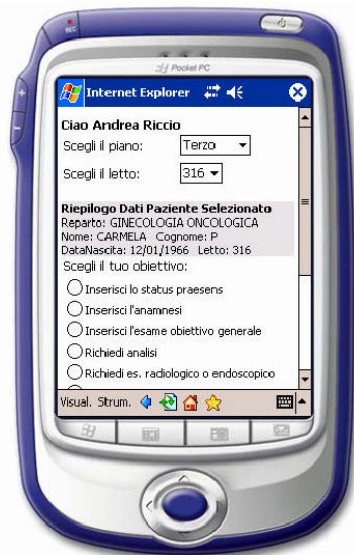 REC
Pocket PC
Internet Explorer
Ciao Andrea Riccio
Scegli il piano: Terzo
Scegli il letto: 316
Riepilogo Dati Paziente Selezionato
Reparto: GINECOLOGIA ONCOLOGICA
Nome: CARMELA Cognome: P
DataNascita: 12/01/1966 Letto: 316
Scegli il tuo obiettivo:
Inserisci lo status praesens
Inserisci l'anamnesi
Inserisci l'esame obiettivo generale
Richiedi analisi
Richiedi es. radiologico o endoscopico
Visual. Strum.